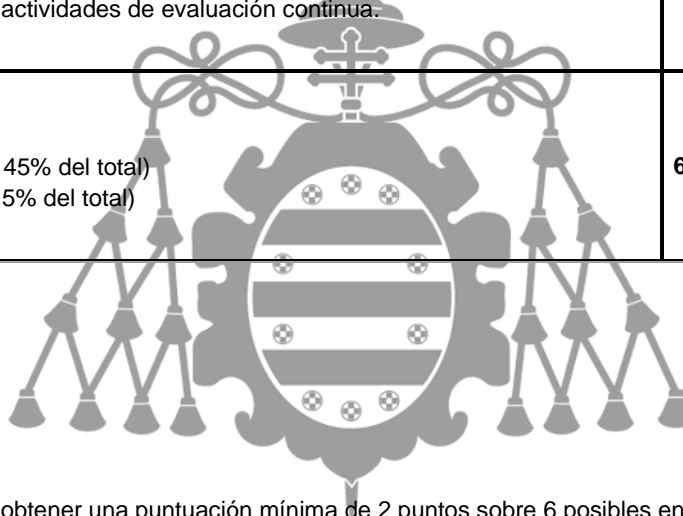 actividades de evaluación continua.
45% del total)
5% del total)
6
obtener una puntuación mínima de 2 puntos sobre 6 posibles en